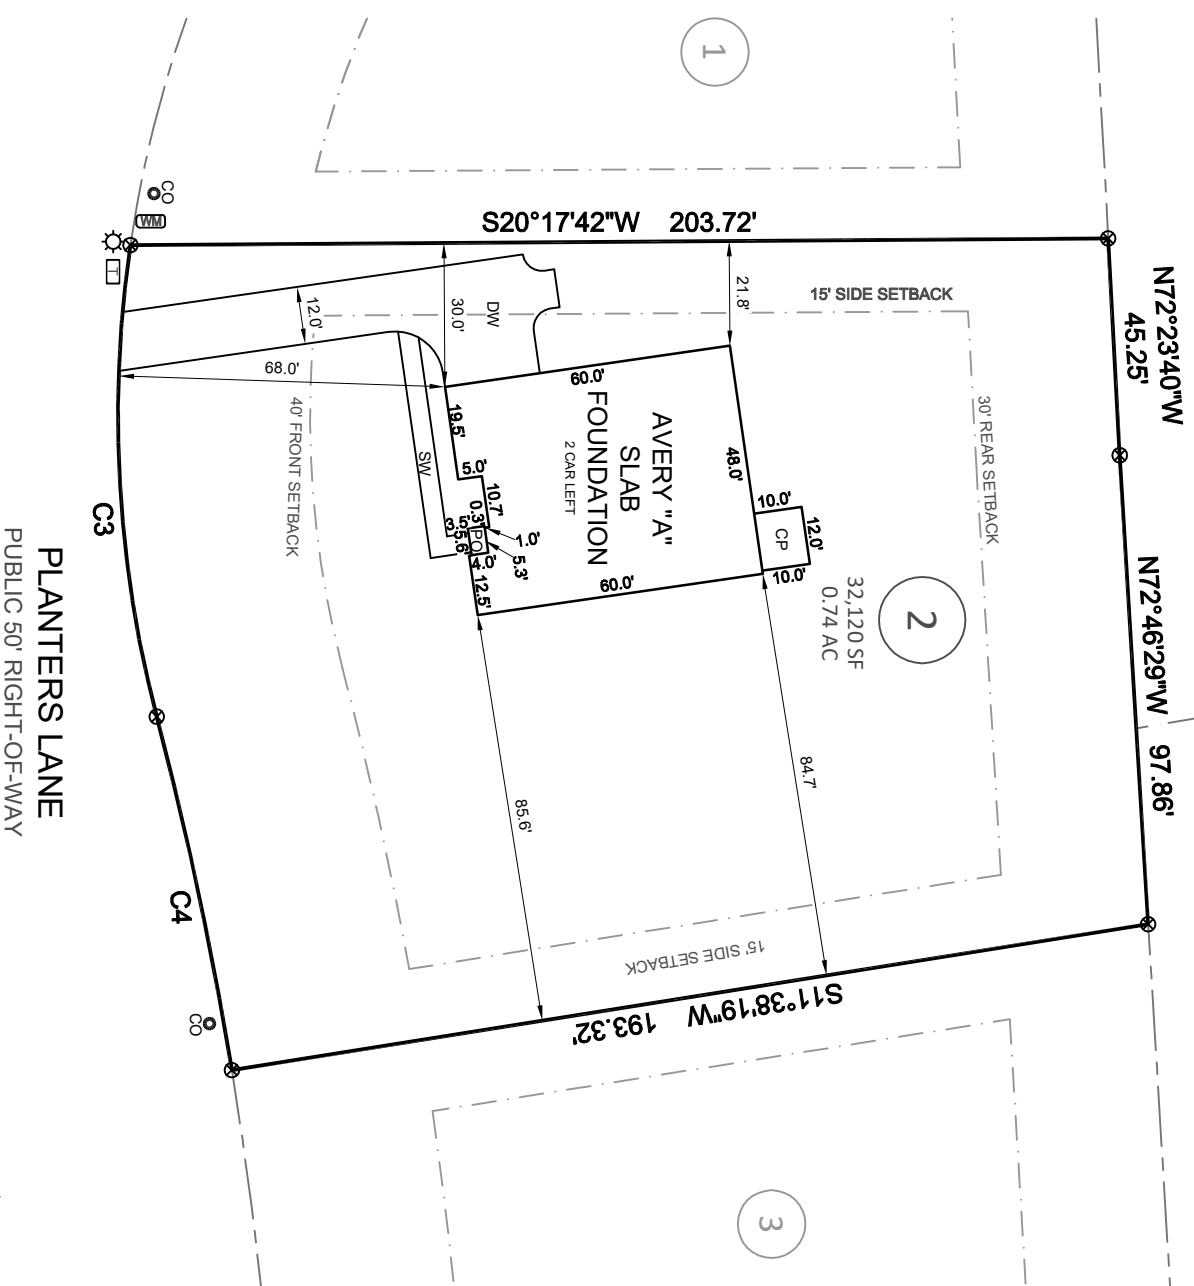 1
CO
WM
T
S20°17'42"W 203.72'
N72°23'40"W
45.25'
15' SIDE SETBACK
21.8'
30.0'
DW
12.0'
68.0'
60.0'
40' FRONT SETBACK
30' REAR SETBACK
AVERY "A"
SLAB
FOUNDATION
2 CAR LEFT
19.5'
5.0'
10.7'
0.3'
3.5'
5.6'
PO
4.0'
1.0'
5.3'
12.5'
SW
48.0'
10.0'
12.0'
CP
10.0'
60.0'
2
32,120 SF
0.74 AC
N72°46'29"W 97.86'
84.7'
85.6'
15' SIDE SETBACK
S11°38'19"W 193.32'
C3
C4
CO
PLANTERS LANE
PUBLIC 50' RIGHT-OF-WAY
3